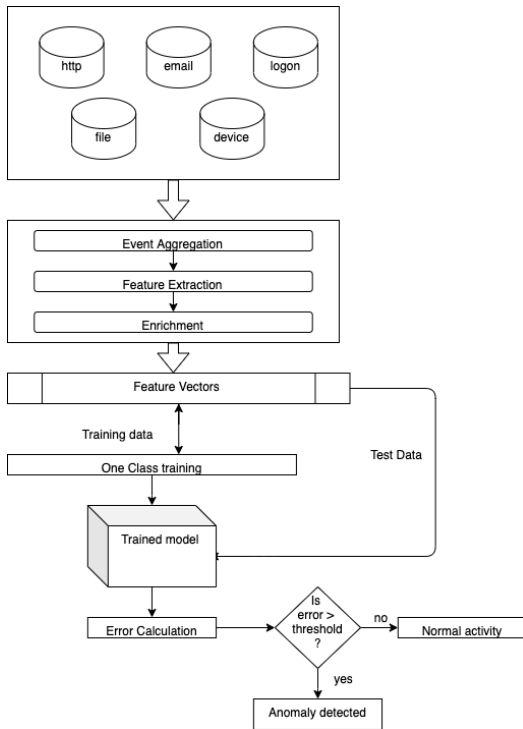 http
email
logon
file
device
Event Aggregation
Feature Extraction
Enrichment
Feature Vectors
Training data
Test Data
One Class training
Trained model
Is
error >
threshold
?
no
Error Calculation
Normal activity
yes
Anomaly detected